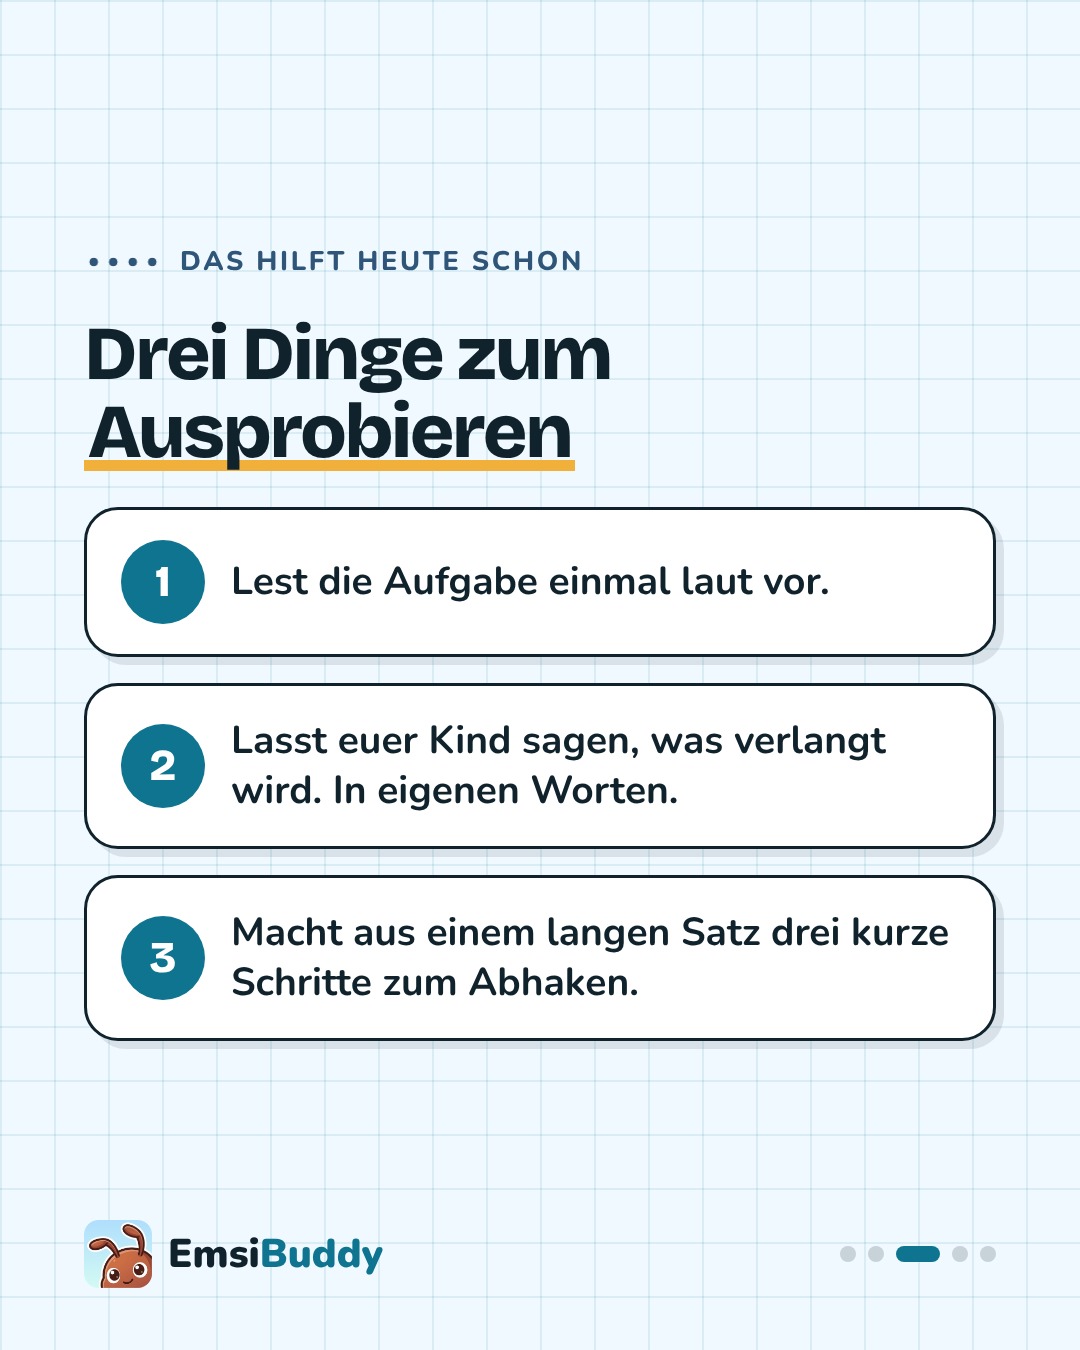 DAS HILFT HEUTE SCHON
Drei Dinge zum
Ausprobieren
1
Lest die Aufgabe einmal laut vor.
2
Lasst euer Kind sagen, was verlangt
wird. In eigenen Worten.
3
Macht aus einem langen Satz drei kurze
Schritte zum Abhaken.
EmsiBuddy